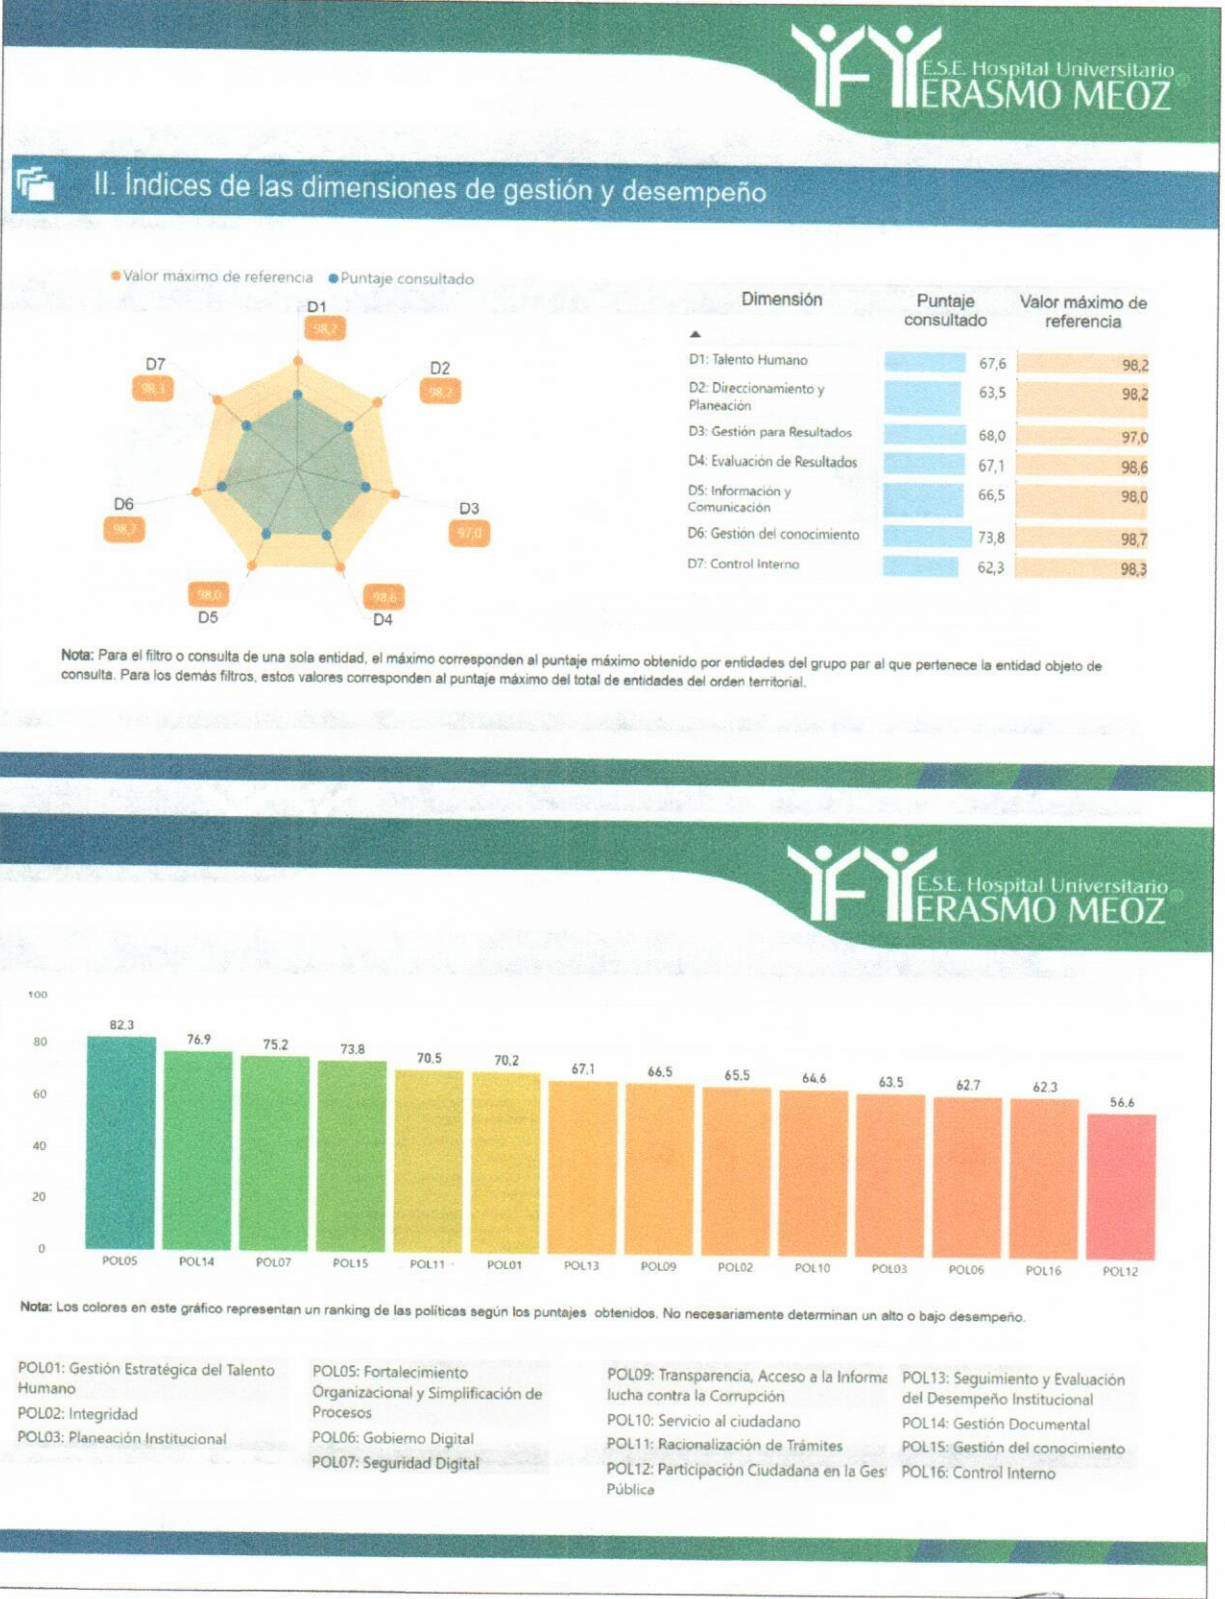 E.S.E. Hospital Universitario
ERASMO MEOZ
II. Índices de las dimensiones de gestión y desempeño
Valor máximo de referencia Puntaje consultado
D1
98,2
D2
98,2
D3
97,0
D4
98,6
D5
98,0
D6
98,7
D7
98,3
Dimensión Puntaje consultado Valor máximo de referencia
D1: Talento Humano 67,6 98,2
D2: Direccionamiento y Planeación 63,5 98,2
D3: Gestión para Resultados 68,0 97,0
D4: Evaluación de Resultados 67,1 98,6
D5: Información y Comunicación 66,5 98,0
D6: Gestión del conocimiento 73,8 98,7
D7: Control Interno 62,3 98,3
Nota: Para el filtro o consulta de una sola entidad, el máximo corresponden al puntaje máximo obtenido por entidades del grupo par al que pertenece la entidad objeto de
consulta. Para los demás filtros, estos valores corresponden al puntaje máximo del total de entidades del orden territorial.
E.S.E. Hospital Universitario
ERASMO MEOZ
100
80
60
40
20
0
82.3 76.9 75.2 73.8 70.5 70.2 67.1 66.5 65.5 64.6 63.5 62.7 62.3 56.6
POL05 POL14 POL07 POL15 POL11 POL01 POL13 POL09 POL02 POL10 POL03 POL06 POL16 POL12
Nota: Los colores en este gráfico representan un ranking de las políticas según los puntajes obtenidos. No necesariamente determinan un alto o bajo desempeño.
POL01: Gestión Estratégica del Talento
Humano
POL02: Integridad
POL03: Planeación Institucional
POL05: Fortalecimiento
Organizacional y Simplificación de
Procesos
POL06: Gobierno Digital
POL07: Seguridad Digital
POL09: Transparencia, Acceso a la Informa
lucha contra la Corrupción
POL10: Servicio al ciudadano
POL11: Racionalización de Trámites
POL12: Participación Ciudadana en la Ges
Pública
POL13: Seguimiento y Evaluación
del Desempeño Institucional
POL14: Gestión Documental
POL15: Gestión del conocimiento
POL16: Control Interno